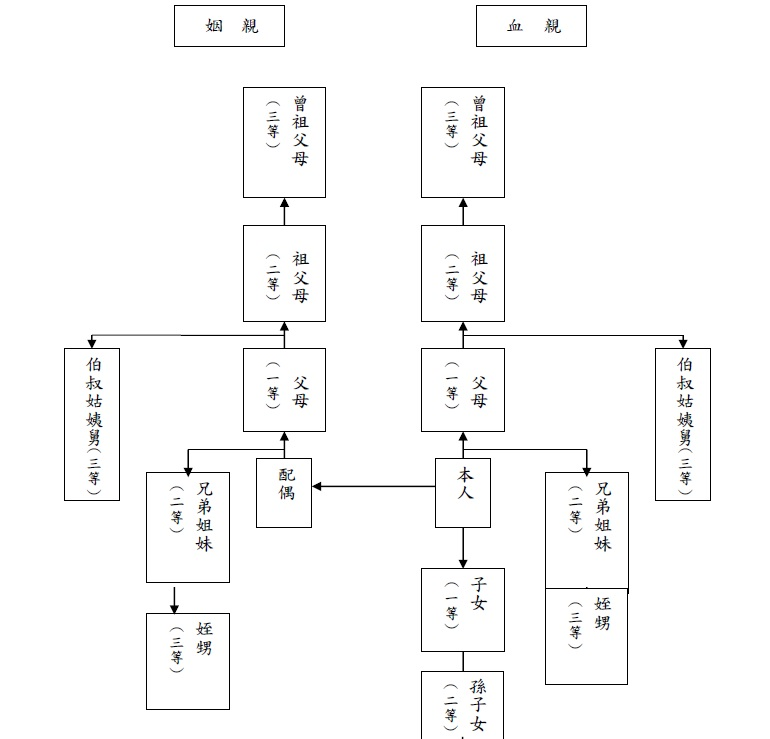 姻親
血親
曾祖父母
（三等）
曾祖父母
（三等）
祖父母
（二等）
祖父母
（二等）
伯叔姑姨舅（三等）
父母
（一等）
父母
（一等）
伯叔姑姨舅（三等）
兄弟姐妹
（二等）
配偶
本人
兄弟姐妹
（二等）
姪甥
（三等）
子女
（一等）
姪甥
（三等）
孫子女
（二等）